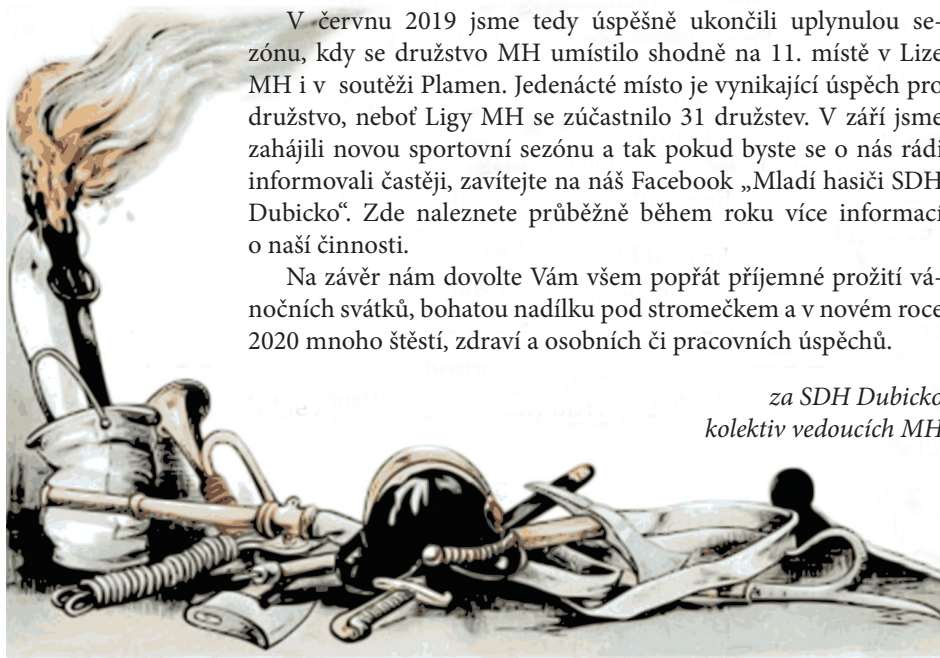 V červnu 2019 jsme tedy úspěšně ukončili uplynulou se-
zónu, kdy se družstvo MH umístilo shodně na 11. místě v Lize
MH i v soutěži Plamen. Jedenácté místo je vynikající úspěch pro
družstvo, neboť Ligy MH se zúčastnilo 31 družstev. V září jsme
zahájili novou sportovní sezónu a tak pokud byste se o nás rádi
informovali častěji, zavítejte na náš Facebook „Mladí hasiči SDH
Dubicko“. Zde naleznete průběžně během roku více informací
o naší činnosti.
Na závěr nám dovolte Vám všem popřát příjemné prožití vá-
nočních svátků, bohatou nadílku pod stromečkem a v novém roce
2020 mnoho štěstí, zdraví a osobních či pracovních úspěchů.
za SDH Dubicko
kolektiv vedoucích MH